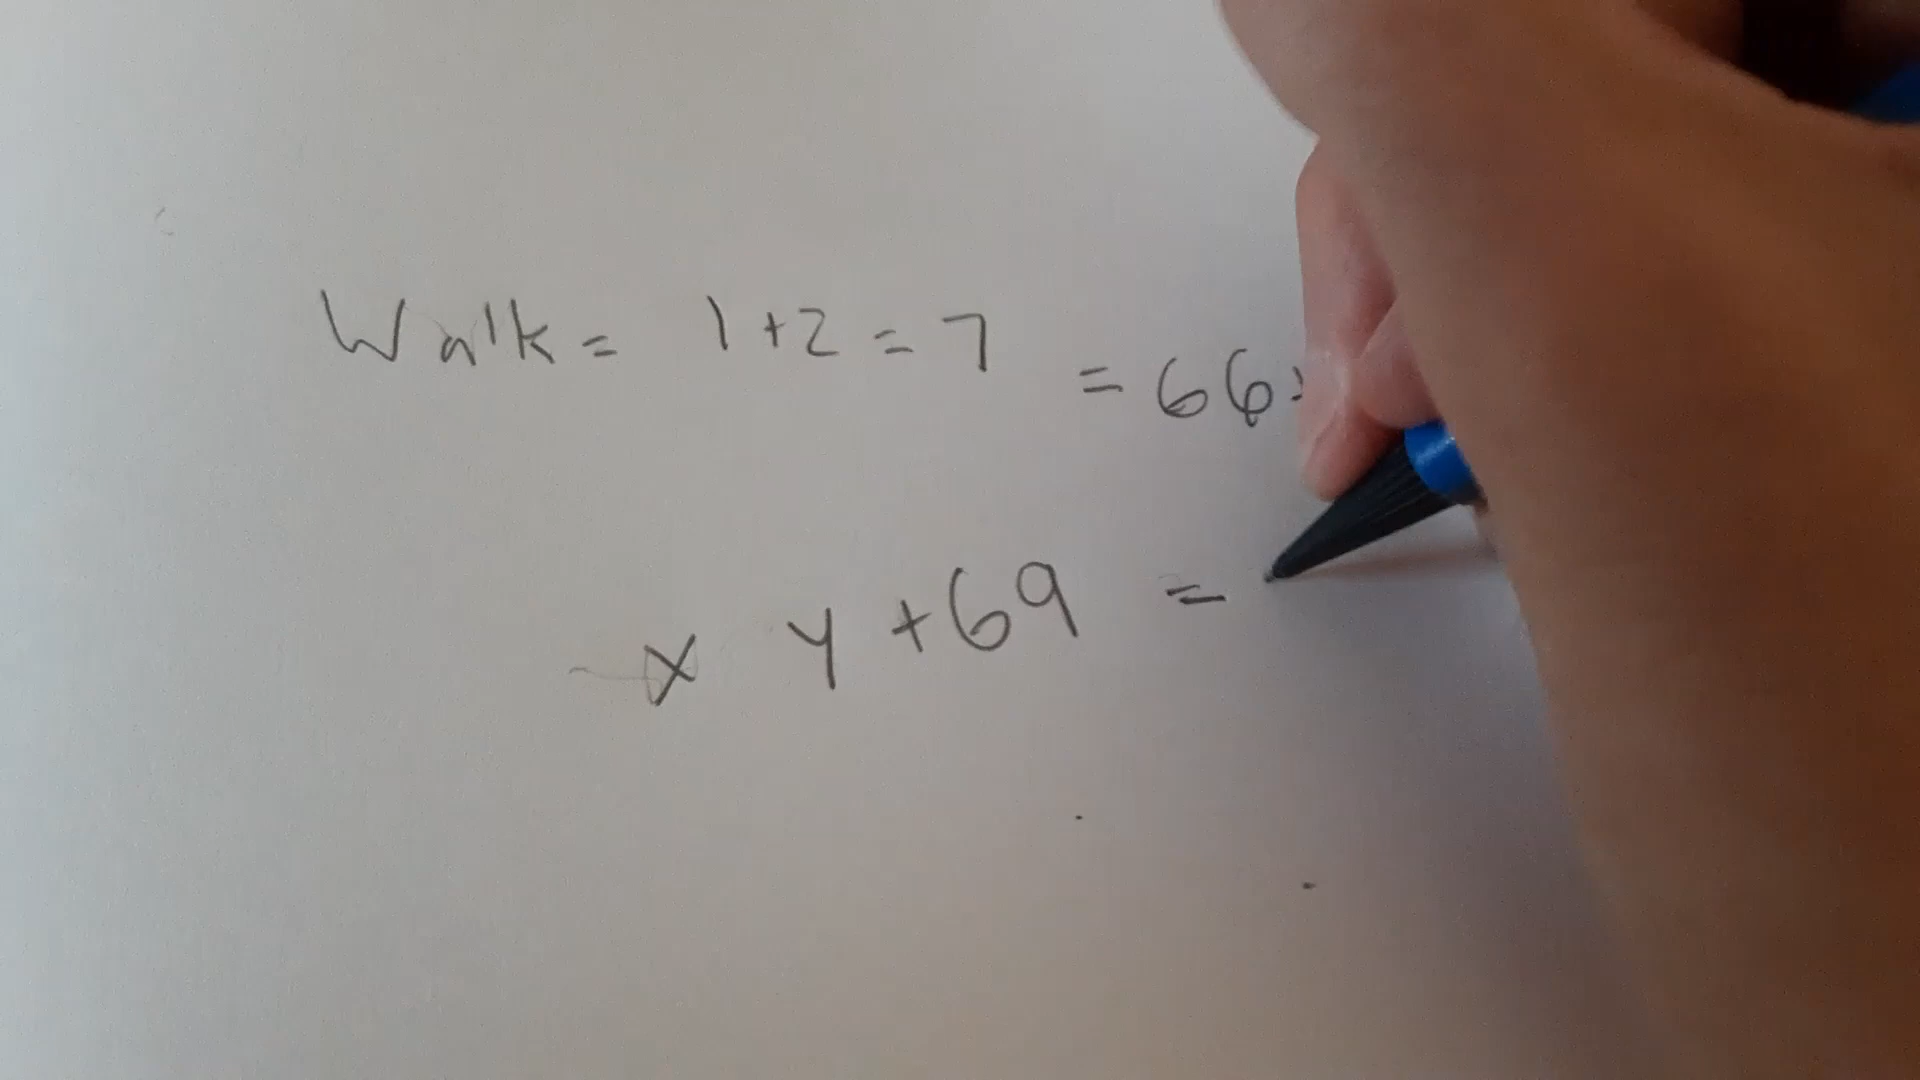 Walk = 1+2 = 7 = 66
x y + 69 =